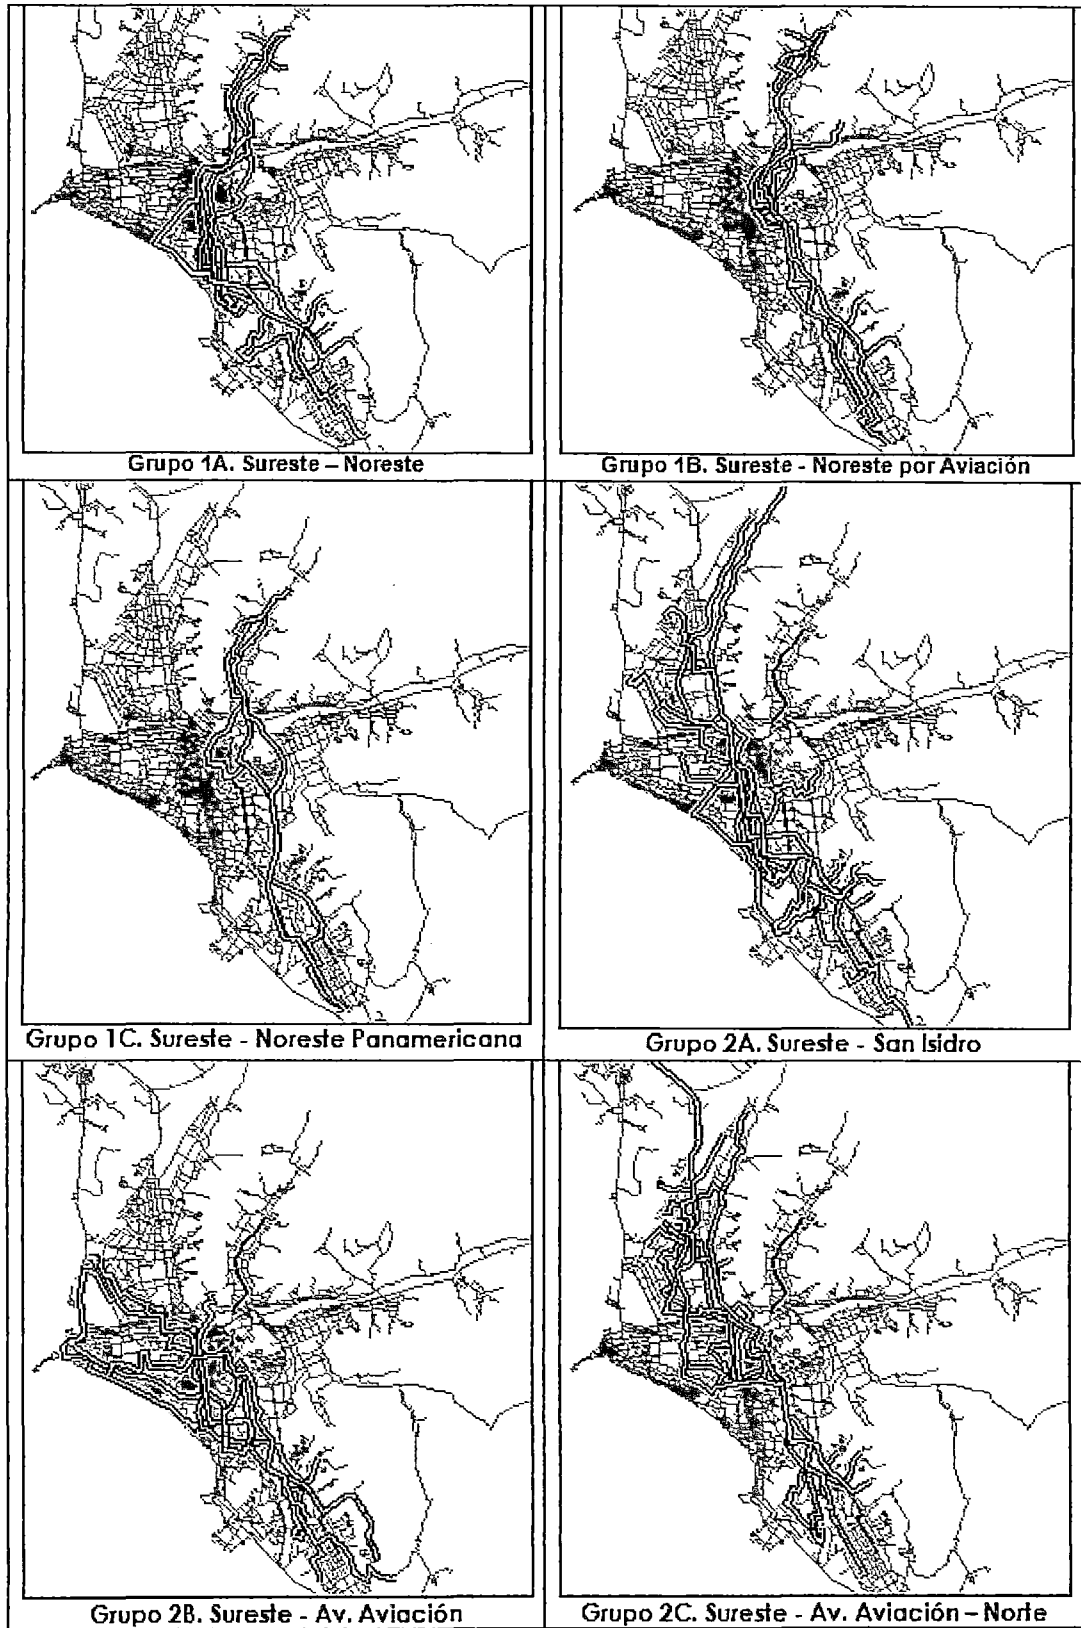 Grupo 1A. Sureste – Noreste
Grupo 1B. Sureste - Noreste por Aviación
Grupo 1C. Sureste - Noreste Panamericana
Grupo 2A. Sureste - San Isidro
Grupo 2B. Sureste - Av. Aviación
Grupo 2C. Sureste - Av. Aviación – Norte